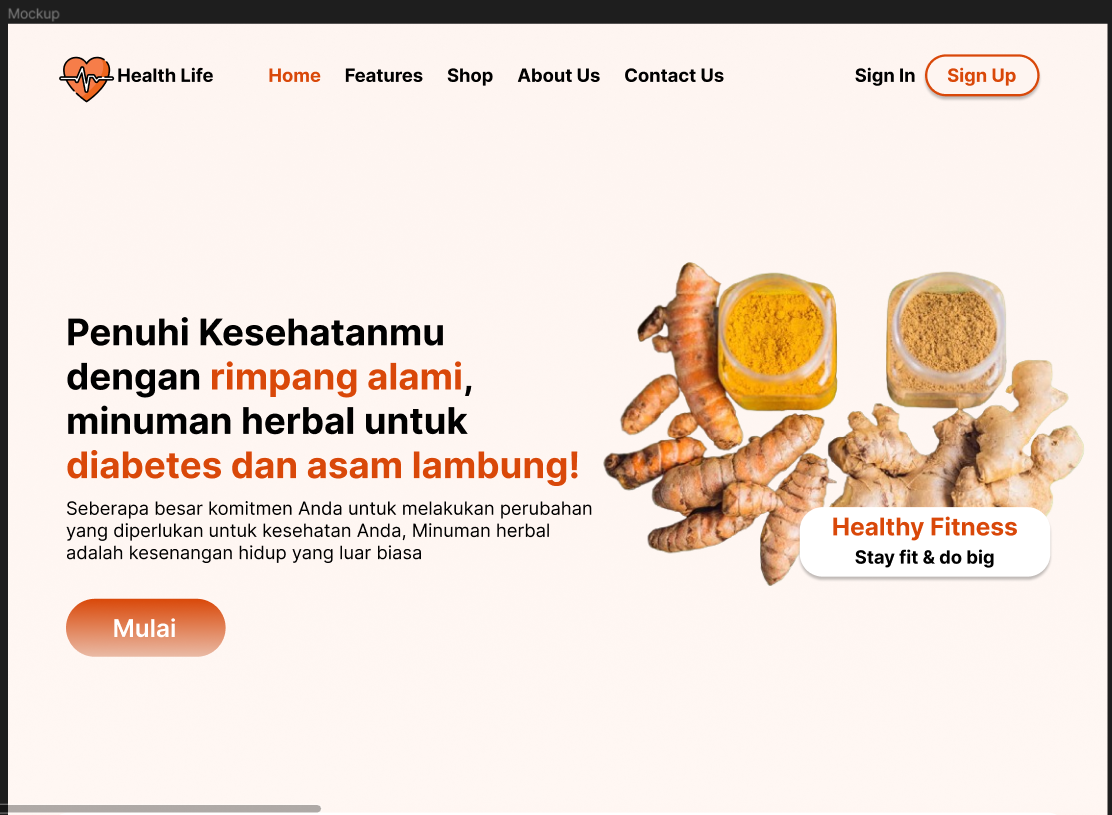 Mockup
Health Life
Home Features Shop About Us Contact Us
Sign In Sign Up
Penuhi Kesehatanmu
dengan rimpang alami,
minuman herbal untuk
diabetes dan asam lambung!
Seberapa besar komitmen Anda untuk melakukan perubahan
yang diperlukan untuk kesehatan Anda, Minuman herbal
adalah kesenangan hidup yang luar biasa
Mulai
Healthy Fitness
Stay fit & do big